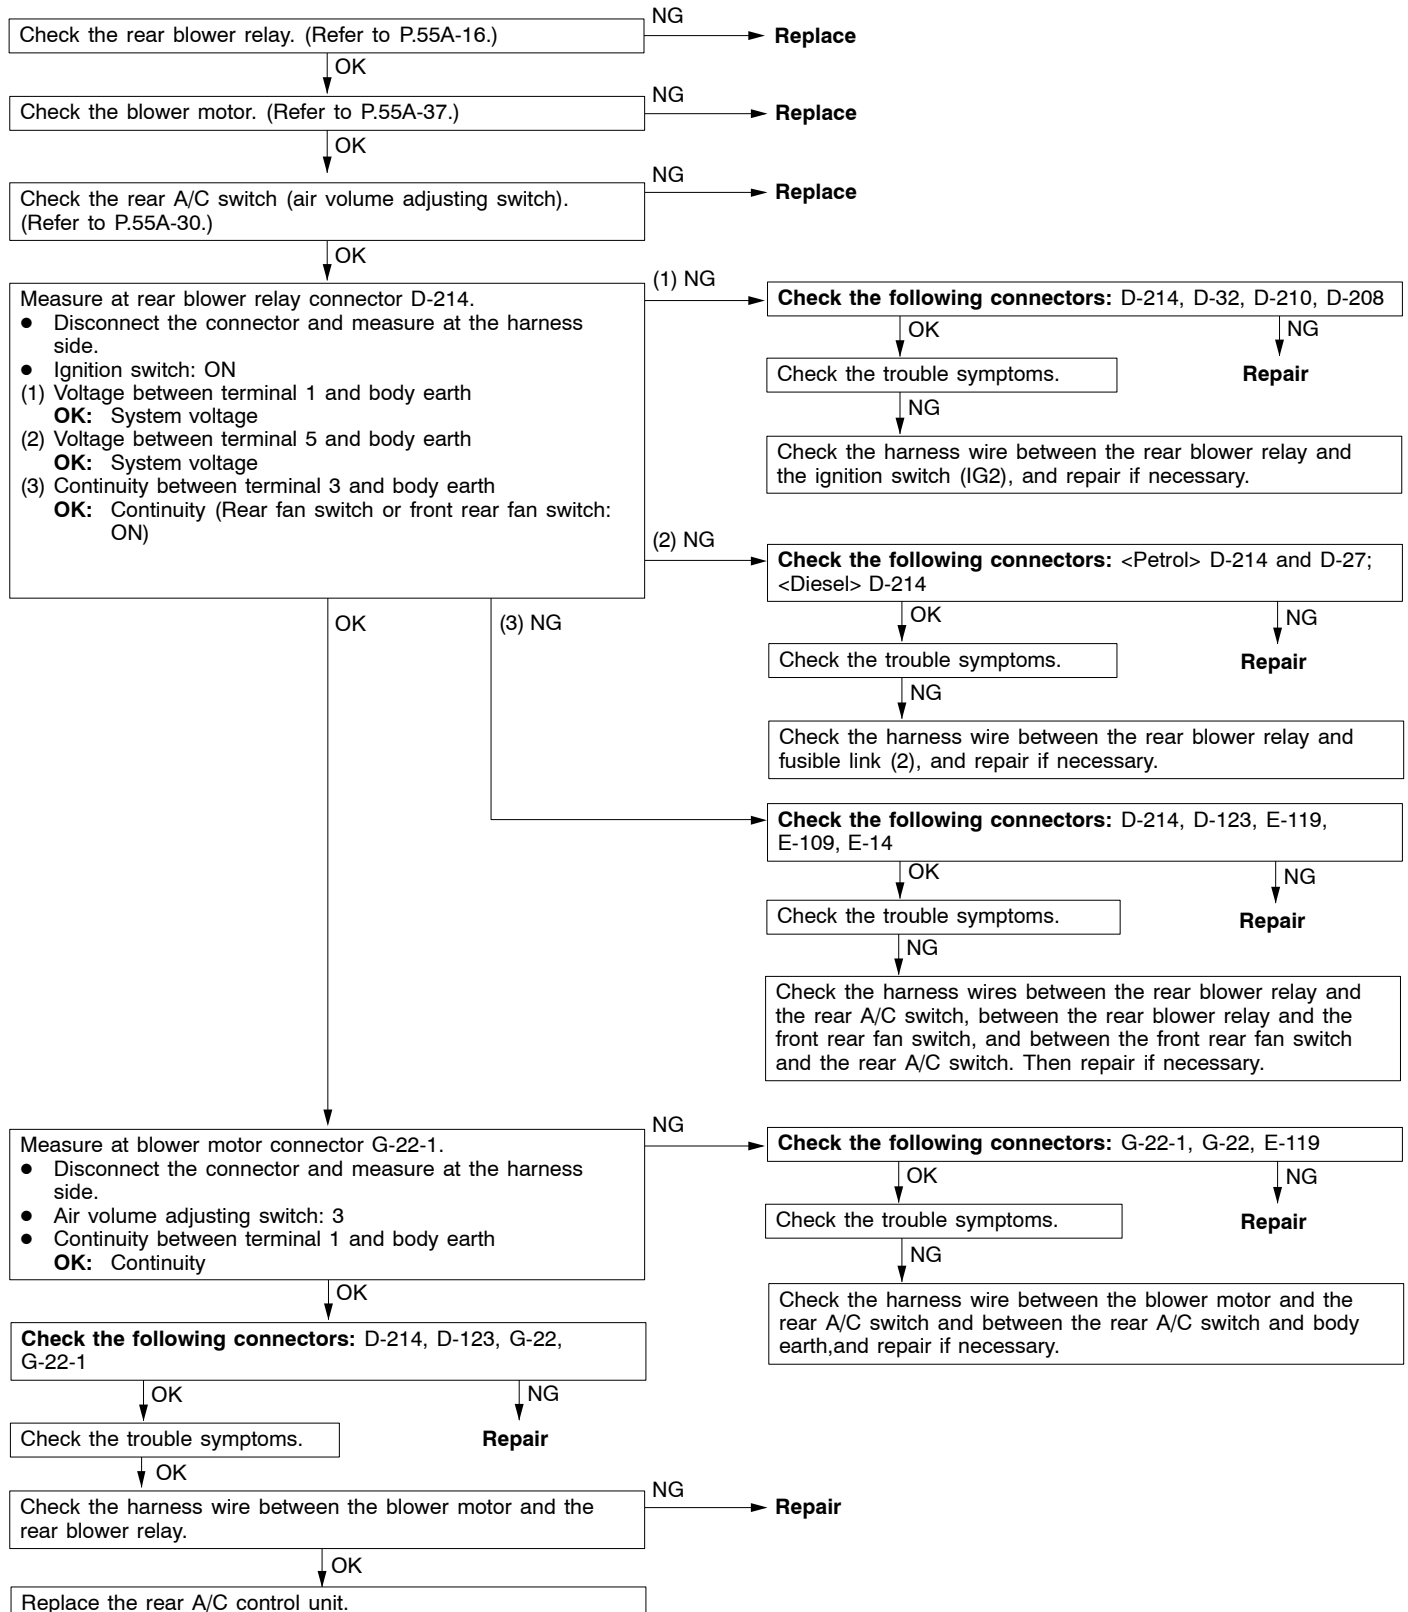 Check the rear blower relay. (Refer to P.55A-16.)
NG
Replace
OK
Check the blower motor. (Refer to P.55A-37.)
NG
Replace
OK
Check the rear A/C switch (air volume adjusting switch).
(Refer to P.55A-30.)
NG
Replace
OK
Measure at rear blower relay connector D-214.
● Disconnect the connector and measure at the harness
side.
● Ignition switch: ON
(1) Voltage between terminal 1 and body earth
OK: System voltage
(2) Voltage between terminal 5 and body earth
OK: System voltage
(3) Continuity between terminal 3 and body earth
OK: Continuity (Rear fan switch or front rear fan switch:
ON)
(1) NG
Check the following connectors: D-214, D-32, D-210, D-208
OK
NG
Check the trouble symptoms.
Repair
NG
Check the harness wire between the rear blower relay and
the ignition switch (IG2), and repair if necessary.
(2) NG
Check the following connectors: <Petrol> D-214 and D-27;
<Diesel> D-214
OK
NG
Check the trouble symptoms.
Repair
NG
Check the harness wire between the rear blower relay and
fusible link (2), and repair if necessary.
OK
(3) NG
Check the following connectors: D-214, D-123, E-119,
E-109, E-14
OK
NG
Check the trouble symptoms.
Repair
NG
Check the harness wires between the rear blower relay and
the rear A/C switch, between the rear blower relay and the
front rear fan switch, and between the front rear fan switch
and the rear A/C switch. Then repair if necessary.
Measure at blower motor connector G-22-1.
● Disconnect the connector and measure at the harness
side.
● Air volume adjusting switch: 3
● Continuity between terminal 1 and body earth
OK: Continuity
NG
Check the following connectors: G-22-1, G-22, E-119
OK
NG
Check the trouble symptoms.
Repair
NG
Check the harness wire between the blower motor and the
rear A/C switch and between the rear A/C switch and body
earth,and repair if necessary.
OK
Check the following connectors: D-214, D-123, G-22,
G-22-1
OK
NG
Check the trouble symptoms.
Repair
OK
Check the harness wire between the blower motor and the
rear blower relay.
NG
Repair
OK
Replace the rear A/C control unit.